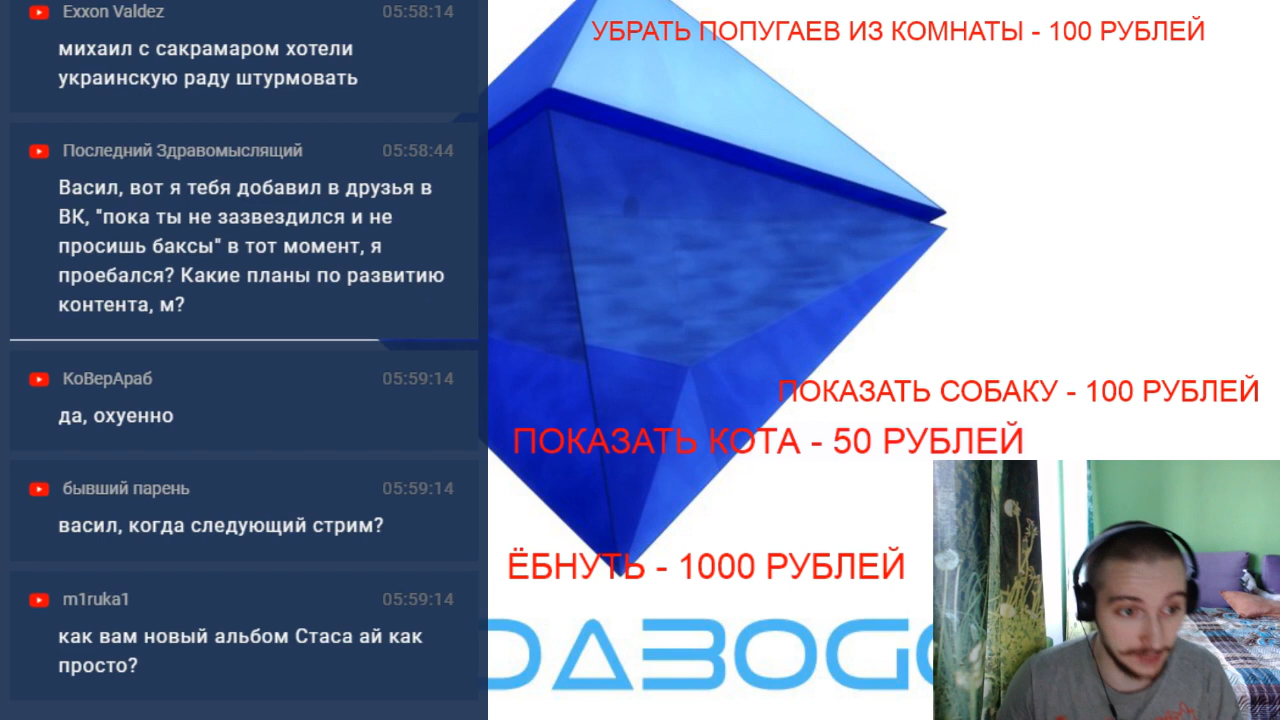 Exxon Valdez 05:58:14
михаил с сакрамаром хотели
украинскую раду штурмовать
Последний Здравомыслящий 05:58:44
Васил, вот я тебя добавил в друзья в
ВК, "пока ты не зазвездился и не
просишь баксы" в тот момент, я
проебался? Какие планы по развитию
контента, м?
КоВерАраб 05:59:14
да, охуенно
бывший парень 05:59:14
васил, когда следующий стрим?
m1ruka1 05:59:14
как вам новый альбом Стаса ай как
просто?
УБРАТЬ ПОПУГАЕВ ИЗ КОМНАТЫ - 100 РУБЛЕЙ
ПОКАЗАТЬ СОБАКУ - 100 РУБЛЕЙ
ПОКАЗАТЬ КОТА - 50 РУБЛЕЙ
ЁБНУТЬ - 1000 РУБЛЕЙ